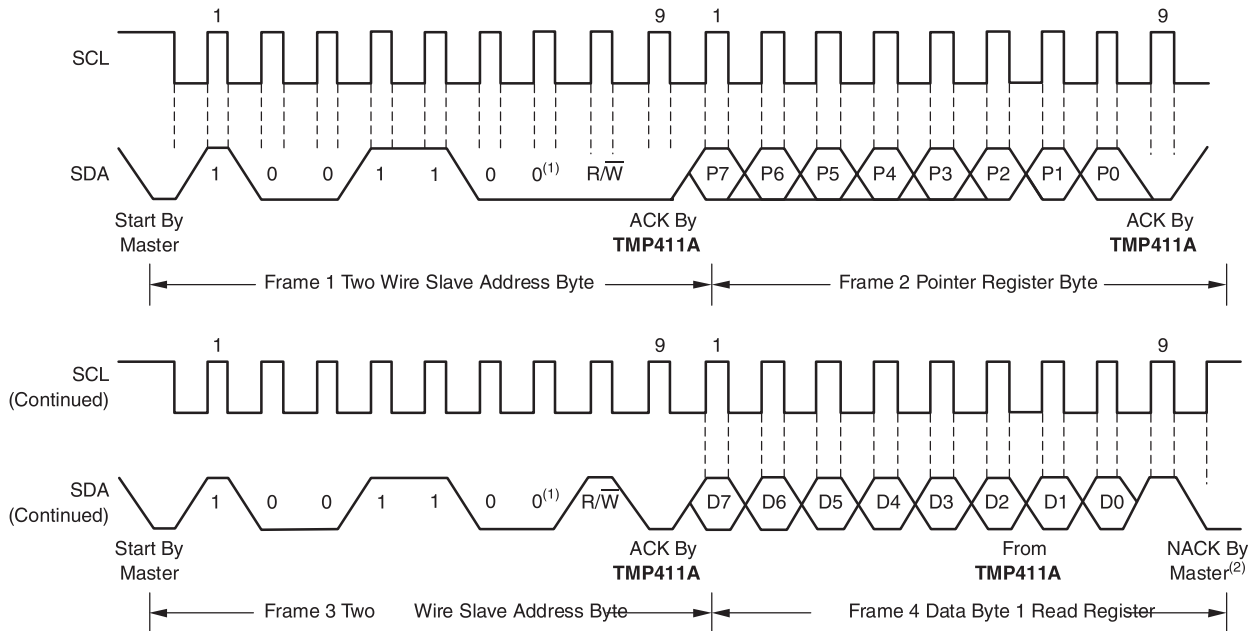 1 9 1 9
SCL
SDA 1 0 0 1 1 0 0(1) R/W̅ P7 P6 P5 P4 P3 P2 P1 P0
Start By
Master
ACK By
TMP411A
ACK By
TMP411A
Frame 1 Two Wire Slave Address Byte
Frame 2 Pointer Register Byte
1 9 1 9
SCL
(Continued)
SDA
(Continued)
1 0 0 1 1 0 0(1) R/W̅ D7 D6 D5 D4 D3 D2 D1 D0
Start By
Master
ACK By
TMP411A
From
TMP411A
NACK By
Master(2)
Frame 3 Two Wire Slave Address Byte
Frame 4 Data Byte 1 Read Register